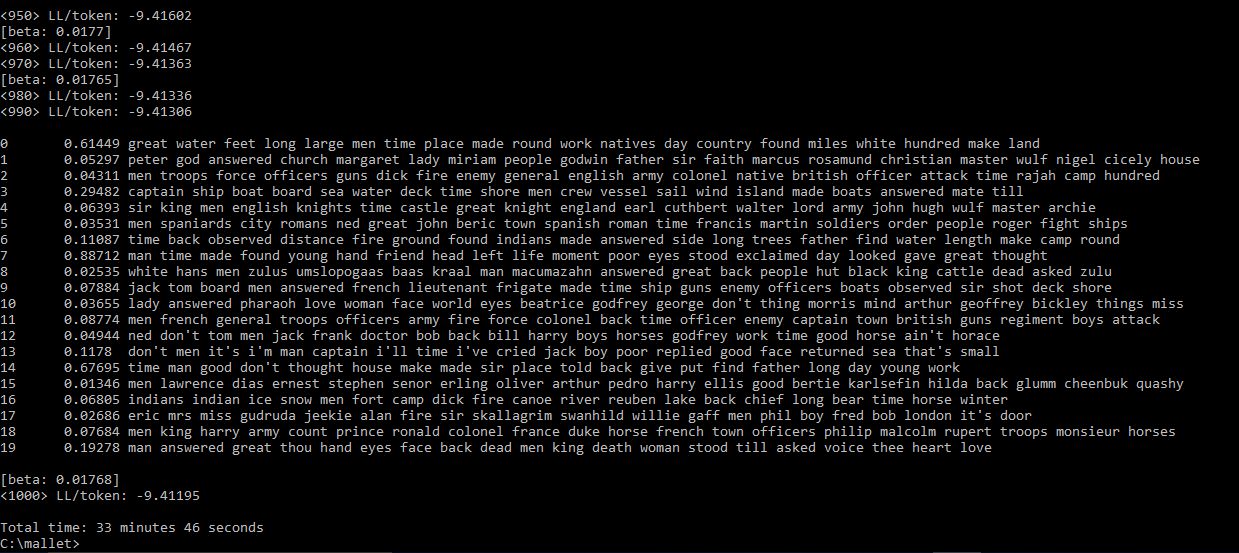 <950> LL/token: -9.41602
[beta: 0.0177]
<960> LL/token: -9.41467
<970> LL/token: -9.41363
[beta: 0.01765]
<980> LL/token: -9.41336
<990> LL/token: -9.41306
0 0.61449 great water feet long large men time place made round work natives day country found miles white hundred make land
1 0.05297 peter god answered church margaret lady miriam people godwin father sir faith marcus rosamund christian master wulf nigel cicely house
2 0.04311 men troops force officers guns dick fire enemy general english army colonel native british officer attack time rajah camp hundred
3 0.29482 captain ship boat board sea water deck time shore men crew vessel sail wind island made boats answered mate till
4 0.06393 sir king men english knights time castle great knight england earl cuthbert walter lord army john hugh wulf master archie
5 0.03531 men spaniards city romans ned great john beric town spanish roman time francis martin soldiers order people roger fight ships
6 0.11087 time back observed distance fire ground found indians made answered side long trees father find water length make camp round
7 0.88712 man time made found young hand friend head left life moment poor eyes stood exclaimed day looked gave great thought
8 0.02535 white hans men zulus umslopogaas baas kraal man macumazahn answered great back people hut black king cattle dead asked zulu
9 0.07884 jack tom board men answered french lieutenant frigate made time ship guns enemy officers boats observed sir shot deck shore
10 0.03655 lady answered pharaoh love woman face world eyes beatrice godfrey george don't thing morris mind arthur geoffrey bickley things miss
11 0.08774 men french general troops officers army fire force colonel back time officer enemy captain town british guns regiment boys attack
12 0.04944 ned don't tom men jack frank doctor bob back bill harry boys horses godfrey work time good horse ain't horace
13 0.1178 don't men it's i'm man captain i'll time i've cried jack boy poor replied good face returned sea that's small
14 0.67695 time man good don't thought house make made sir place told back give put find father long day young work
15 0.01346 men lawrence dias ernest stephen senor erling oliver arthur pedro harry ellis good bertie karlsefin hilda back glumm cheenbuk quashy
16 0.06805 indians indian ice snow men fort camp dick fire canoe river reuben lake back chief long bear time horse winter
17 0.02686 eric mrs miss gudruda jeekie alan fire sir skallagrim swanhild willie gaff men phil boy fred bob london it's door
18 0.07684 men king harry army count prince ronald colonel france duke horse french town officers philip malcolm rupert troops monsieur horses
19 0.19278 man answered great thou hand eyes face back dead men king death woman stood till asked voice thee heart love
[beta: 0.01768]
<1000> LL/token: -9.41195
Total time: 33 minutes 46 seconds
C:\mallet>